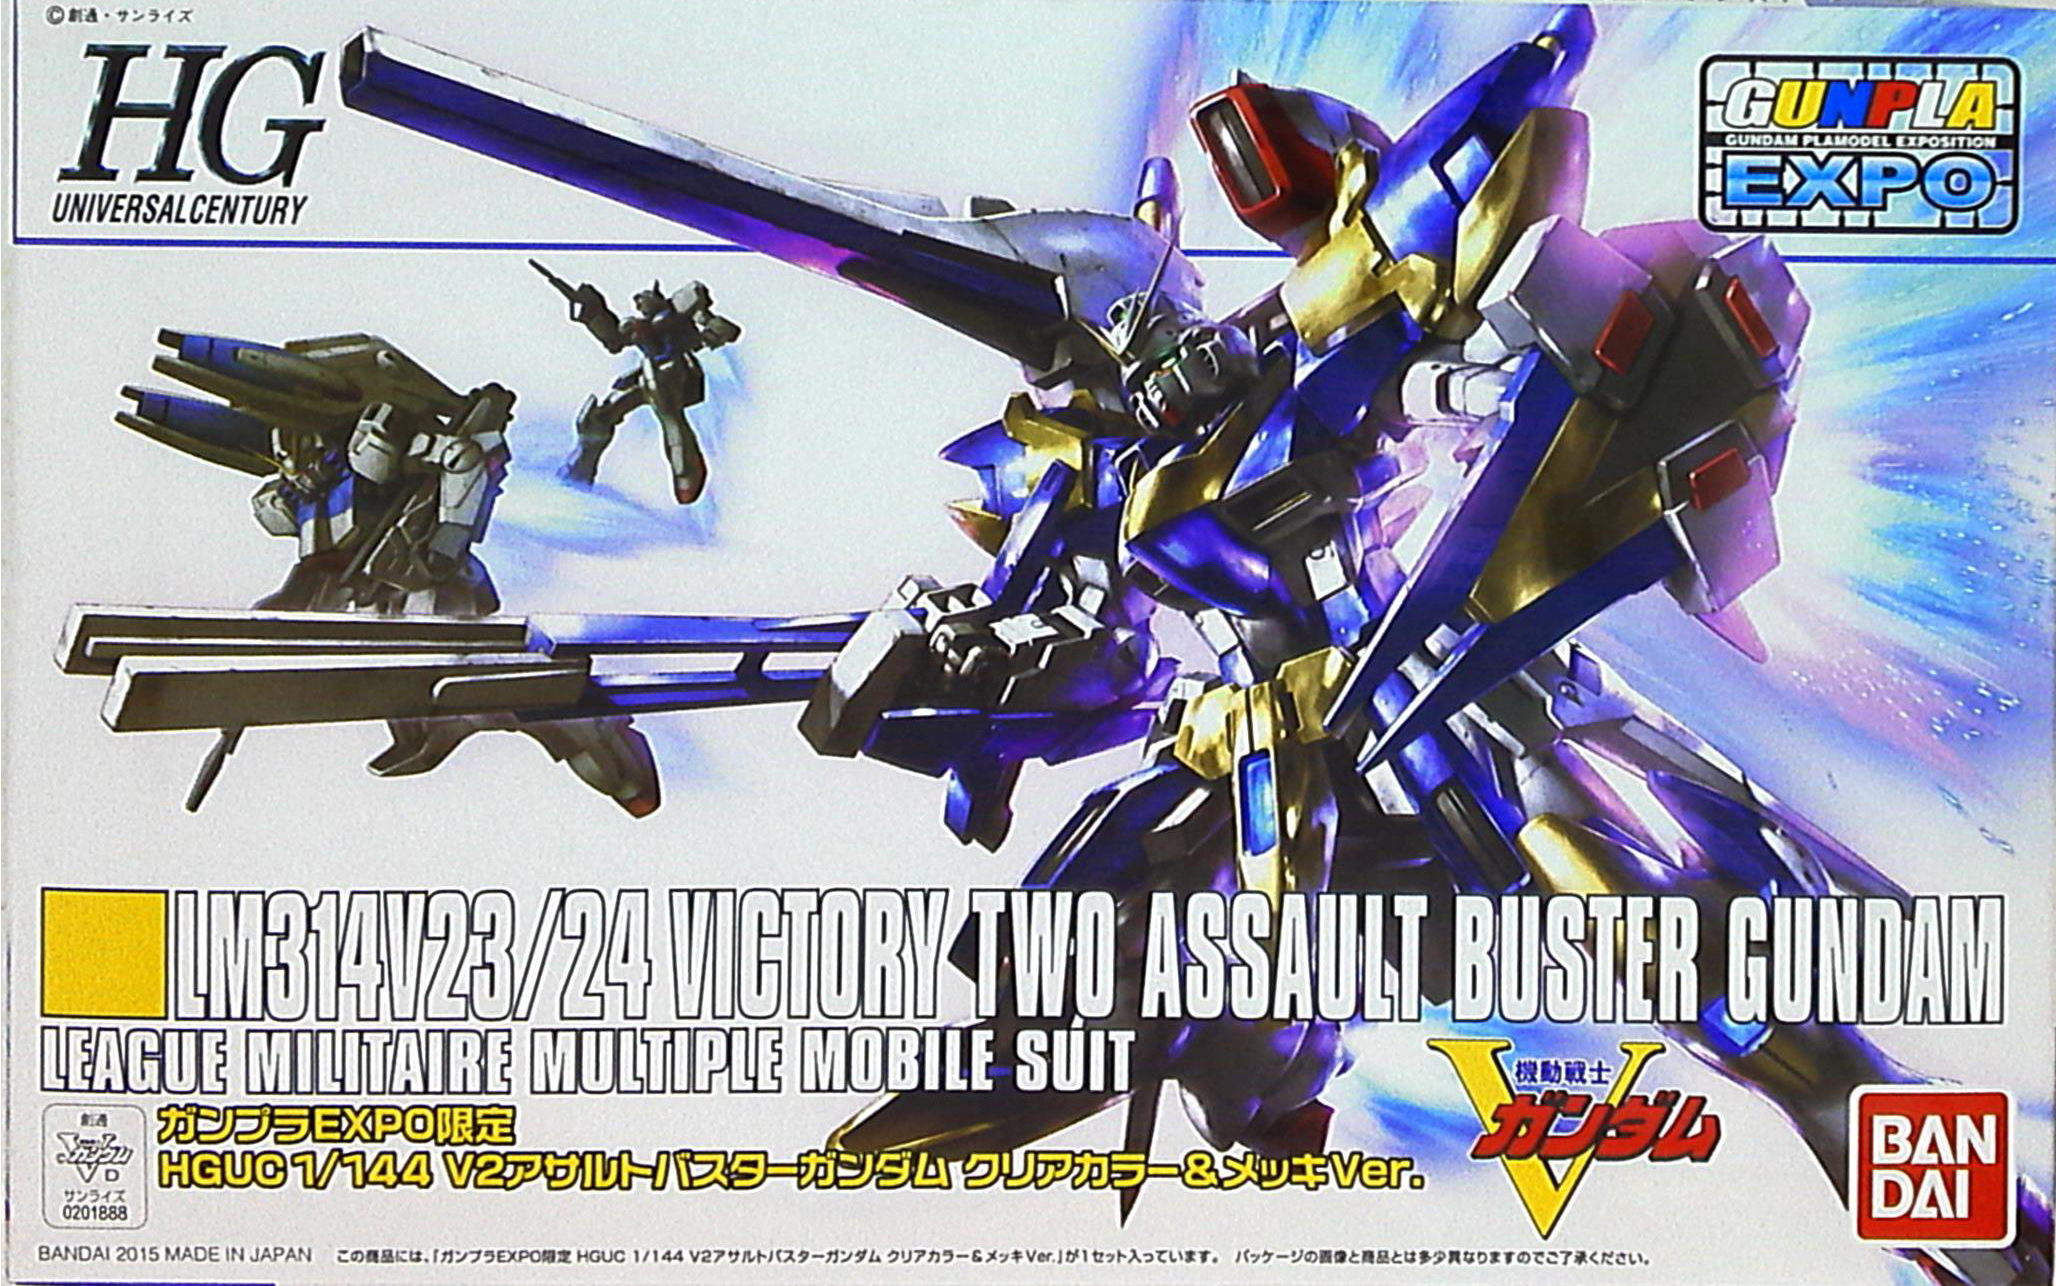 ©創通・サンライズ
HG
UNIVERSAL CENTURY
GUNPLA
GUNDAM PLAMODEL EXPOSITION
EXPO
LM314V23/24 VICTORY TWO ASSAULT BUSTER GUNDAM
LEAGUE MILITAIRE MULTIPLE MOBILE SUIT
機動戦士
Vガンダム
ガンプラEXPO限定
HGUC 1/144 V2アサルトバスターガンダム クリアカラー&メッキVer.
創通
Vガンダム
サンライズ
0201888
BAN
DAI
BANDAI 2015 MADE IN JAPAN この商品には、「ガンプラEXPO限定 HGUC 1/144 V2アサルトバスターガンダム クリアカラー&メッキVer.」が1セット入っています。 パッケージの画像と商品とは多少異なりますのでご了承ください。